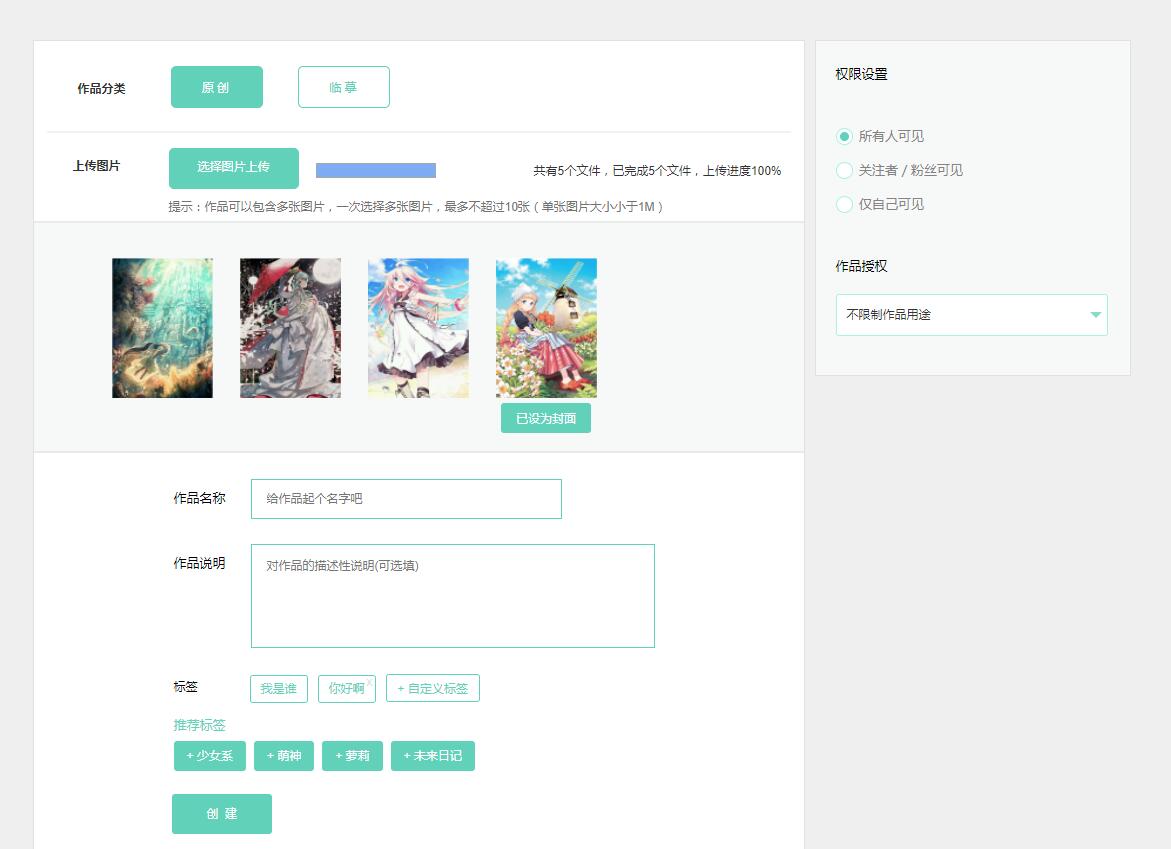 作品分类
原 创
临 摹
上传图片
选择图片上传
共有5个文件，已完成5个文件，上传进度100%
提示：作品可以包含多张图片，一次选择多张图片，最多不超过10张（单张图片大小小于1M ）
已设为封面
作品名称
给作品起个名字吧
作品说明
对作品的描述性说明(可选填)
标签
我是谁
你好啊
x
+ 自定义标签
推荐标签
+ 少女系
+ 萌神
+ 萝莉
+ 未来日记
创 建
权限设置
所有人可见
关注者 / 粉丝可见
仅自己可见
作品授权
不限制作品用途